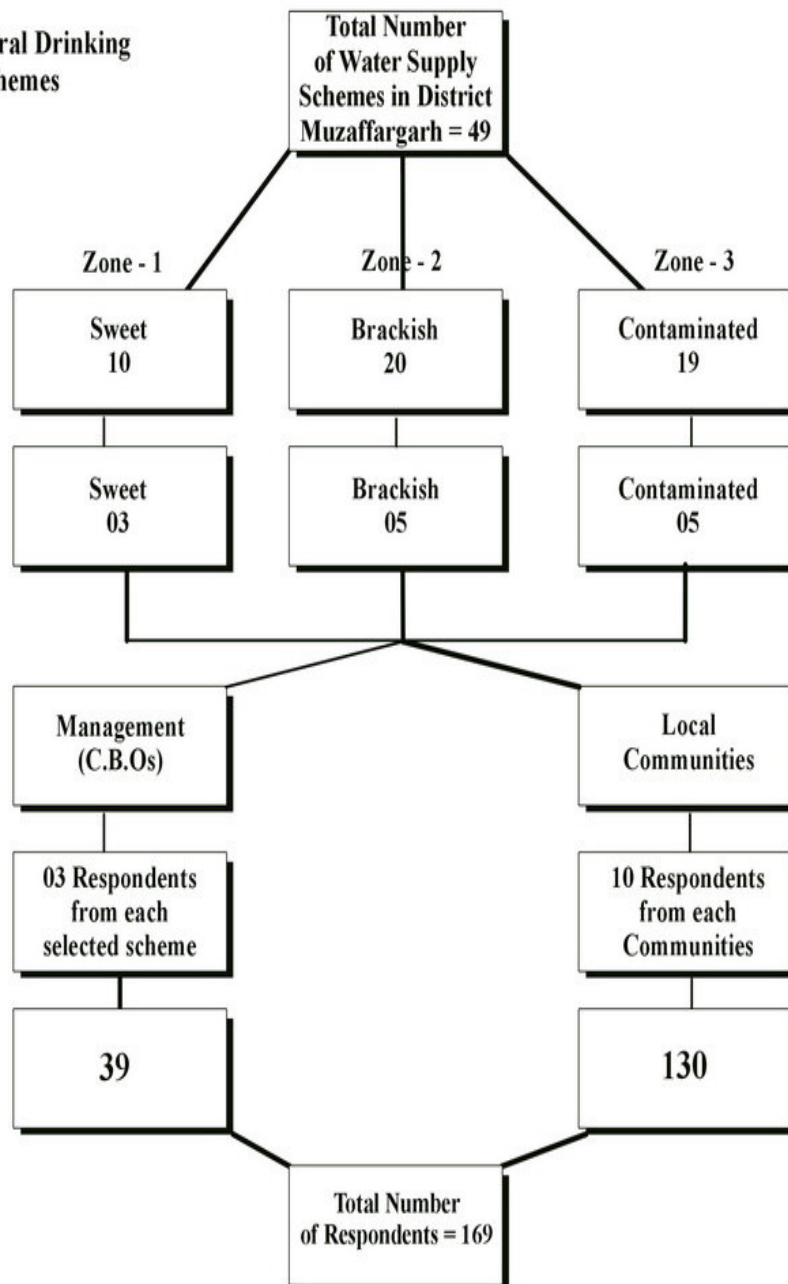 Total Number
of Water Supply
Schemes in District
Muzaffargarh = 49
Zone - 1
Zone - 2
Zone - 3
Sweet
10
Brackish
20
Contaminated
19
Sweet
03
Brackish
05
Contaminated
05
Management
(C.B.Os)
Local
Communities
03 Respondents
from each
selected scheme
10 Respondents
from each
Communities
39
130
Total Number
of Respondents = 169
Drinking